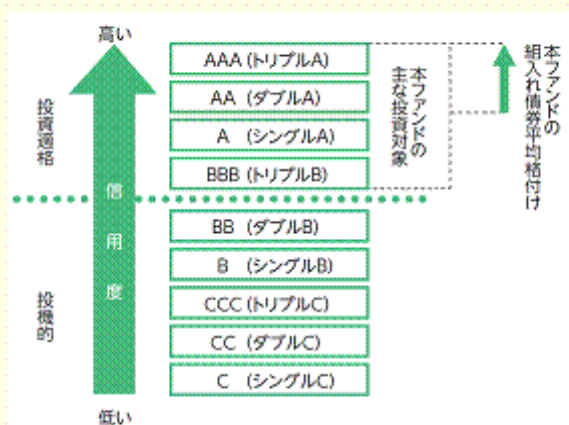 高い
AAA (トリプルA)
AA (ダブルA)
A (シングルA)
BBB (トリプルB)
BB (ダブルB)
B (シングルB)
CCC (トリプルC)
CC (ダブルC)
C (シングルC)
低い
投資適格
投機的
信用度
本ファンドの
主な投資対象
本ファンドの
組入れ債券平均格付け